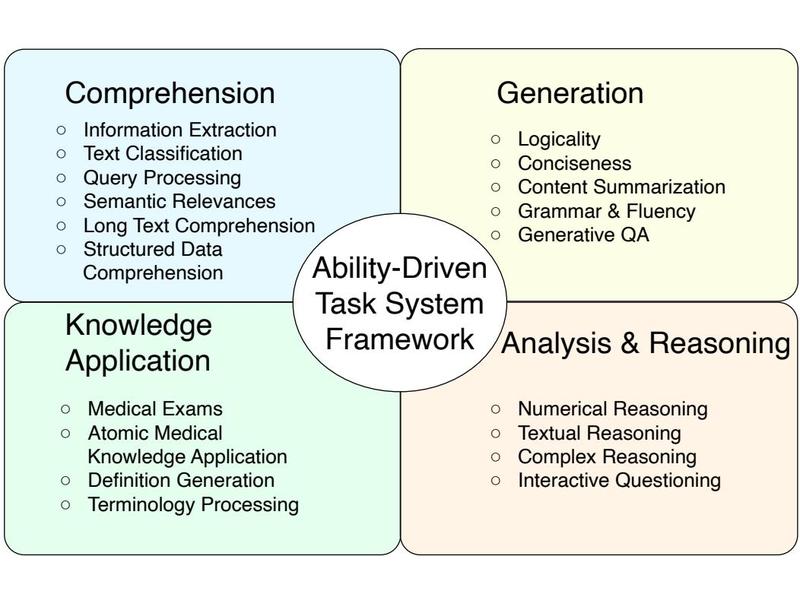 Comprehension
○ Information Extraction
○ Text Classification
○ Query Processing
○ Semantic Relevances
○ Long Text Comprehension
○ Structured Data
Comprehension
Generation
○ Logicality
○ Conciseness
○ Content Summarization
○ Grammar & Fluency
○ Generative QA
Ability-Driven
Task System
Framework
Knowledge
Application
○ Medical Exams
○ Atomic Medical
Knowledge Application
○ Definition Generation
○ Terminology Processing
Analysis & Reasoning
○ Numerical Reasoning
○ Textual Reasoning
○ Complex Reasoning
○ Interactive Questioning